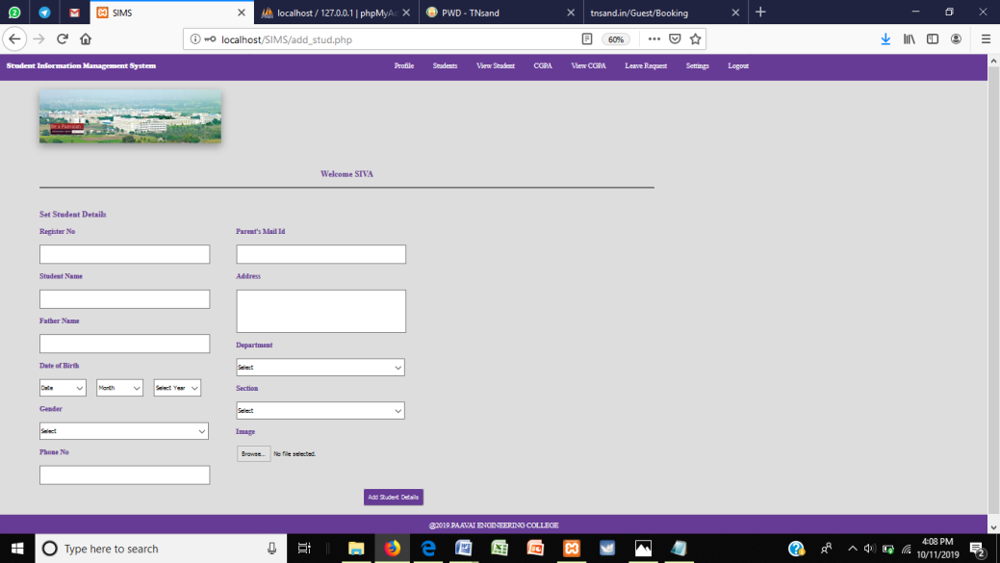 SIMS
localhost / 127.0.0.1 | phpMyAd
PWD - TNsand
tnsand.in/Guest/Booking
localhost/SIMS/add_stud.php
60%
Student Information Management System
Profile
Students
View Student
CGPA
View CGPA
Leave Request
Settings
Logout
Be a Paavian!
Welcome SIVA
Set Student Details
Register No
Parent's Mail Id
Student Name
Address
Father Name
Department
Date of Birth
Select
Date
Month
Select Year
Section
Gender
Select
Select
Image
Phone No
Browse...
No file selected.
Add Student Details
@2019.PAAVAI ENGINEERING COLLEGE
Type here to search
4:08 PM
10/11/2019
2